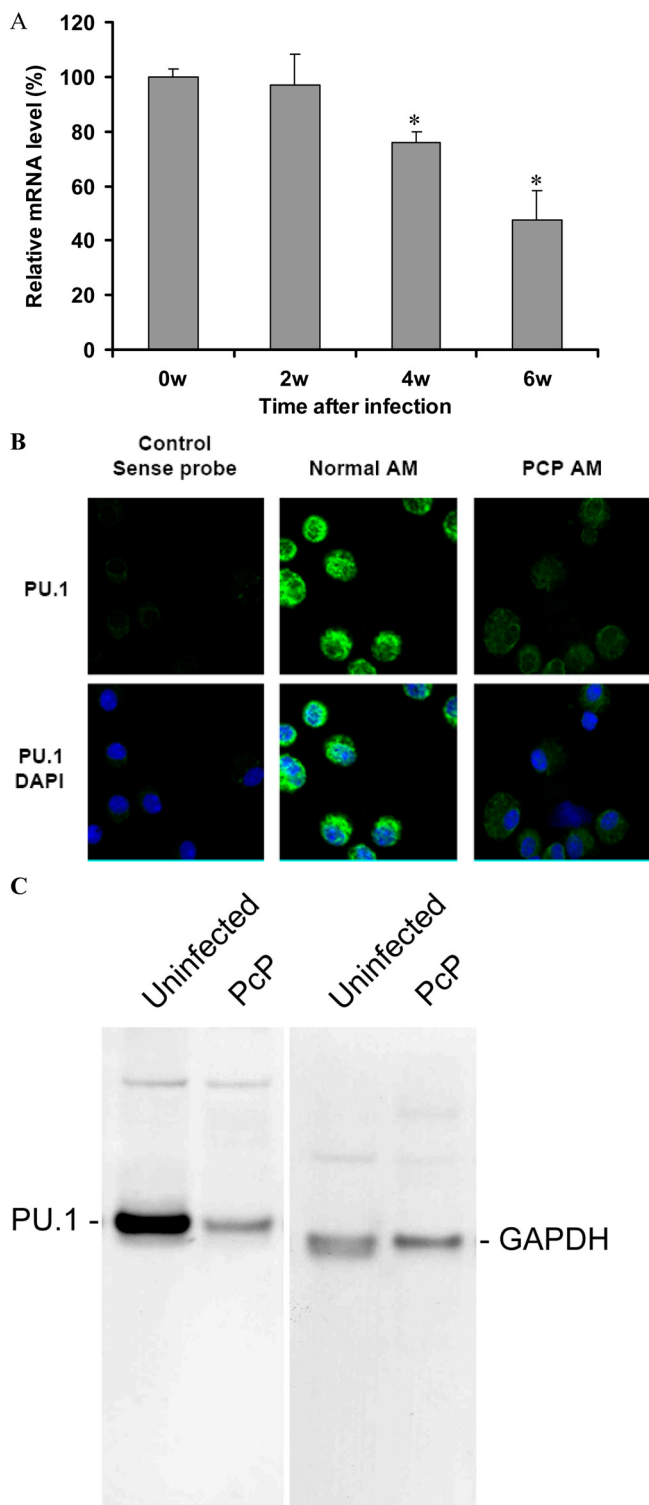 A
Relative mRNA level (%)
120
100
80
60
40
20
0
*
*
0w 2w 4w 6w
Time after infection
B
Control
Sense probe
Normal AM
PCP AM
PU.1
PU.1
DAPI
C
Uninfected
PcP
Uninfected
PcP
PU.1 -
- GAPDH